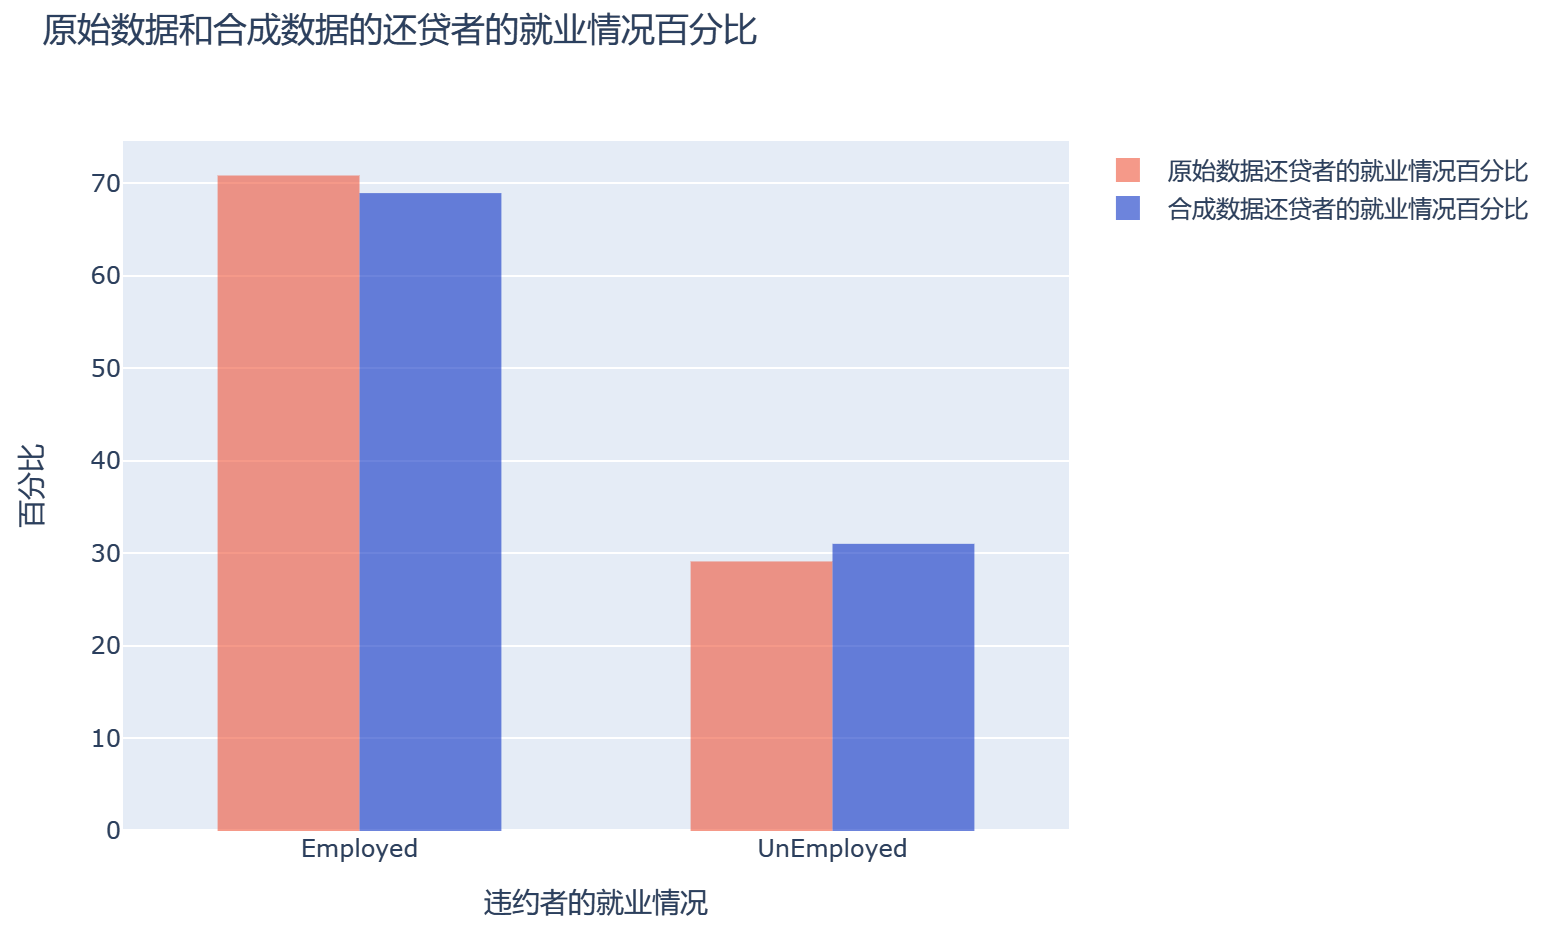 原始数据和合成数据的还贷者的就业情况百分比
原始数据还贷者的就业情况百分比
合成数据还贷者的就业情况百分比
百分比
70
60
50
40
30
20
10
0
Employed
UnEmployed
违约者的就业情况